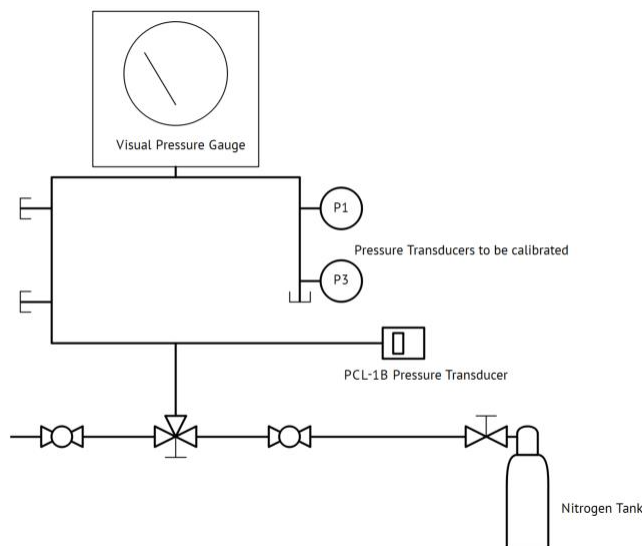 Visual Pressure Gauge
P1
Pressure Transducers to be calibrated
P3
PCL-1B Pressure Transducer
Nitrogen Tank